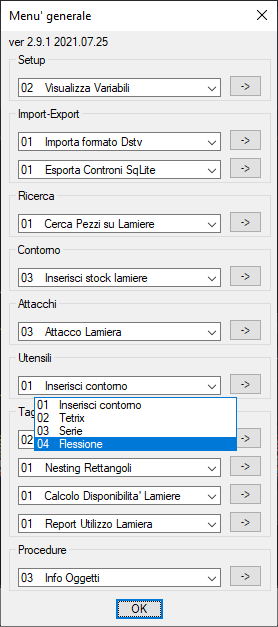 Menu' generale
ver 2.9.1 2021.07.25
Setup
02 Visualizza Variabili
->
Import-Export
01 Importa formato Dstv
->
01 Esporta Controni SqLite
->
Ricerca
01 Cerca Pezzi su Lamiere
->
Contorno
03 Inserisci stock lamiere
->
Attacchi
03 Attacco Lamiera
->
Utensili
01 Inserisci contorno
->
01 Inserisci contorno
02 Tetrix
03 Serie
04 Flessione
Tag
02
->
01 Nesting Rettangoli
->
01 Calcolo Disponibilita' Lamiere
->
01 Report Utilizzo Lamiera
->
Procedure
03 Info Oggetti
->
OK